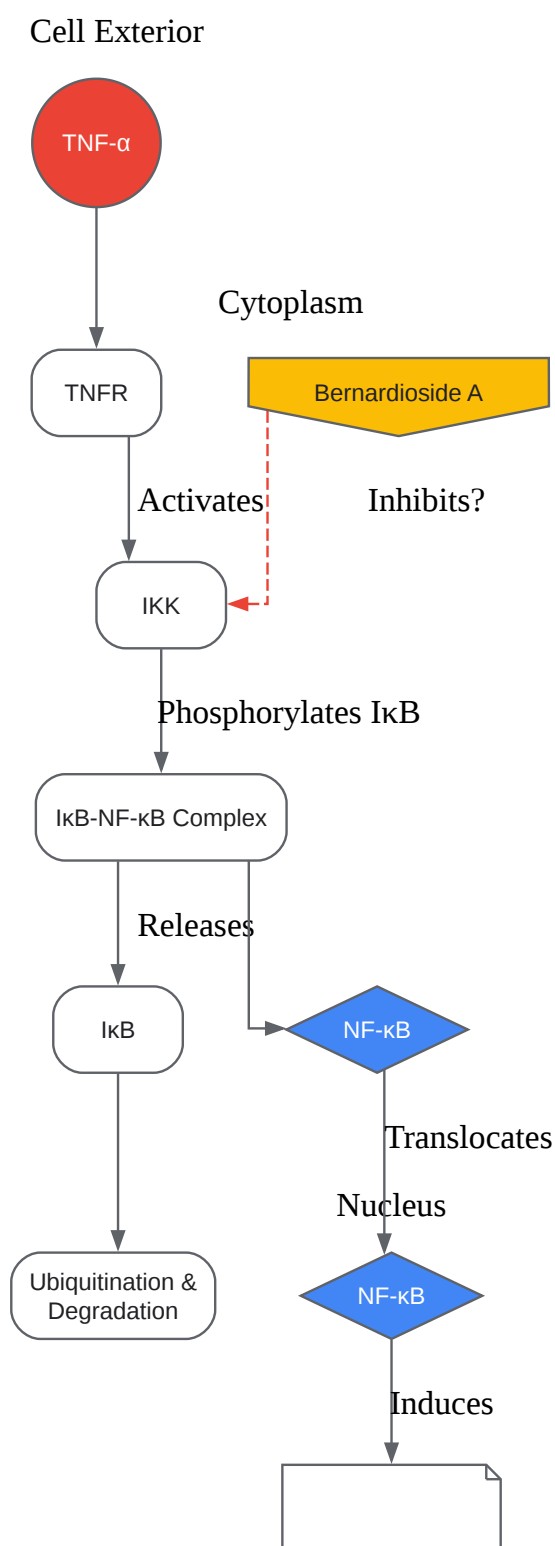 Cell Exterior
TNF-α
Cytoplasm
TNFR
Bernardioside A
Activates
Inhibits?
IKK
Phosphorylates IκB
IκB-NF-κB Complex
Releases
IκB
NF-κB
Translocates
Nucleus
Ubiquitination &
Degradation
NF-κB
Induces